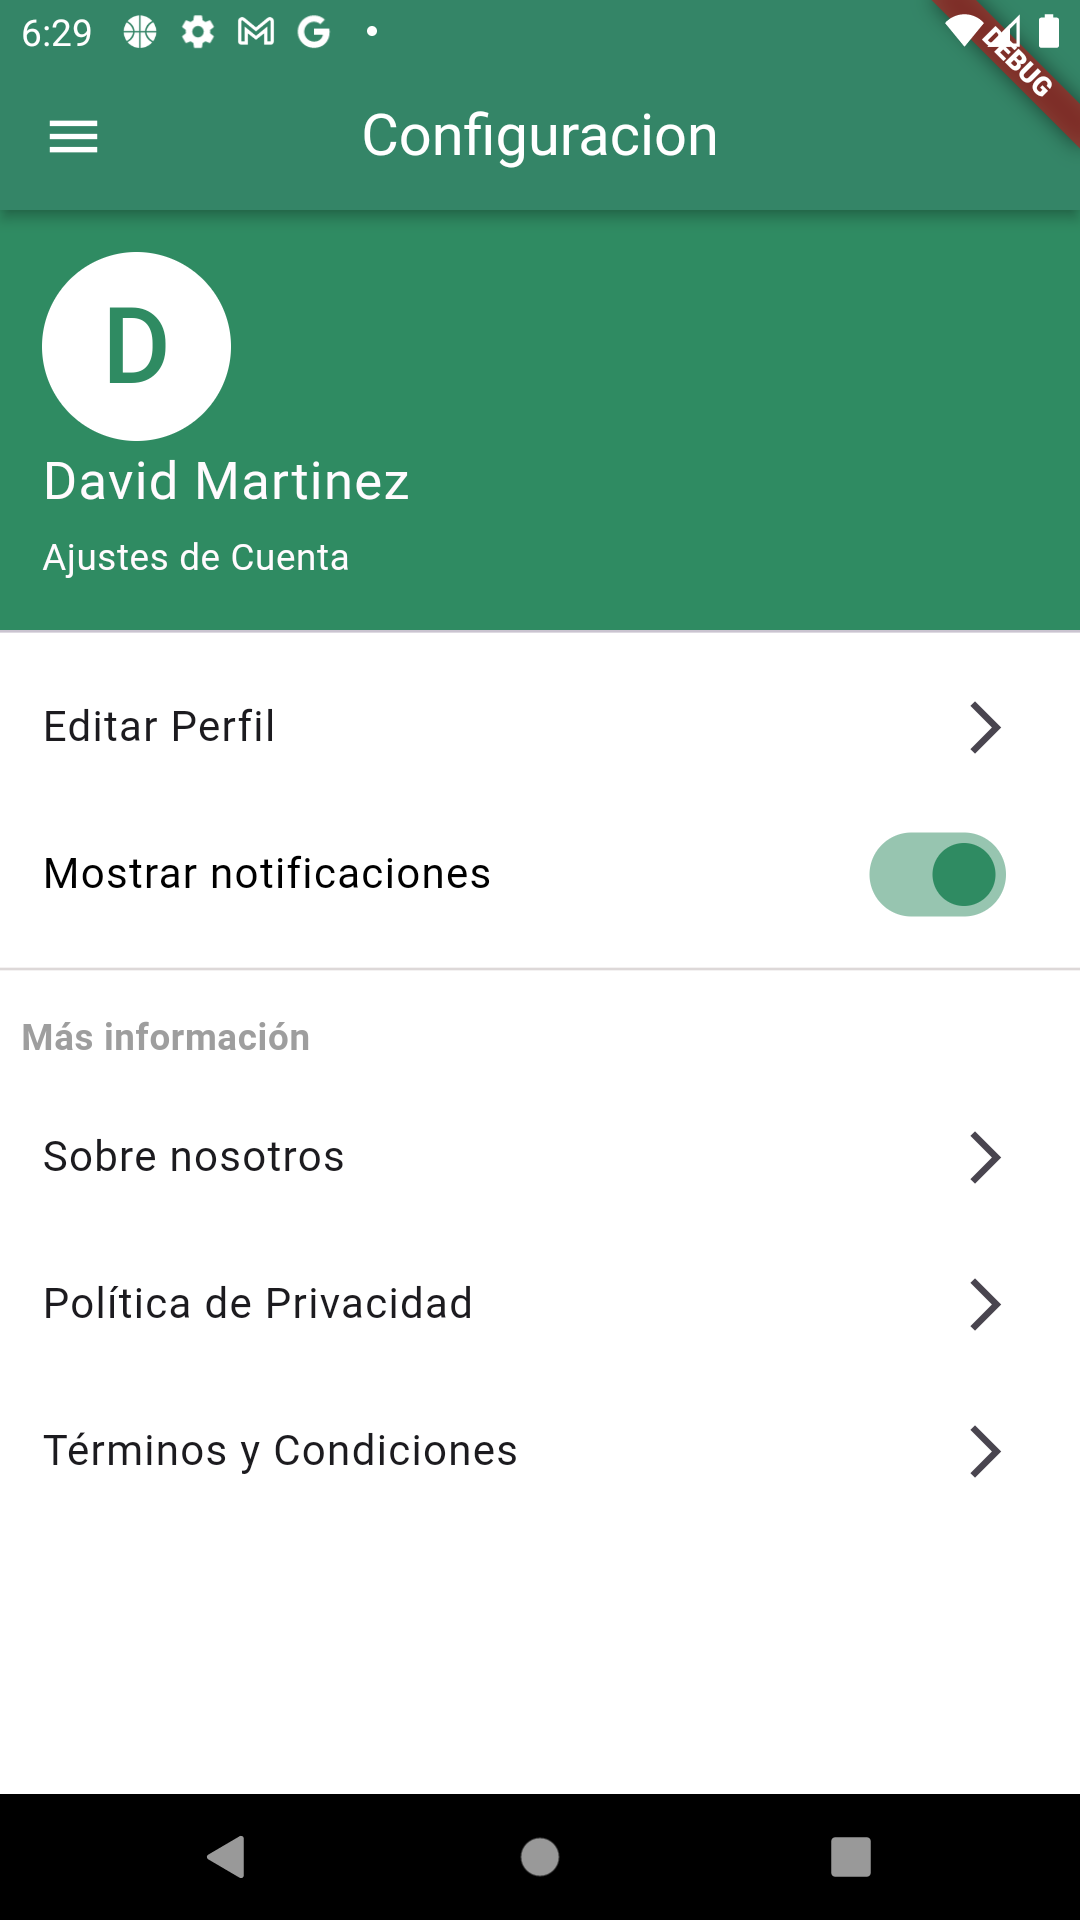 6:29
DEBUG
Configuracion
D
David Martinez
Ajustes de Cuenta
Editar Perfil
Mostrar notificaciones
Más información
Sobre nosotros
Política de Privacidad
Términos y Condiciones